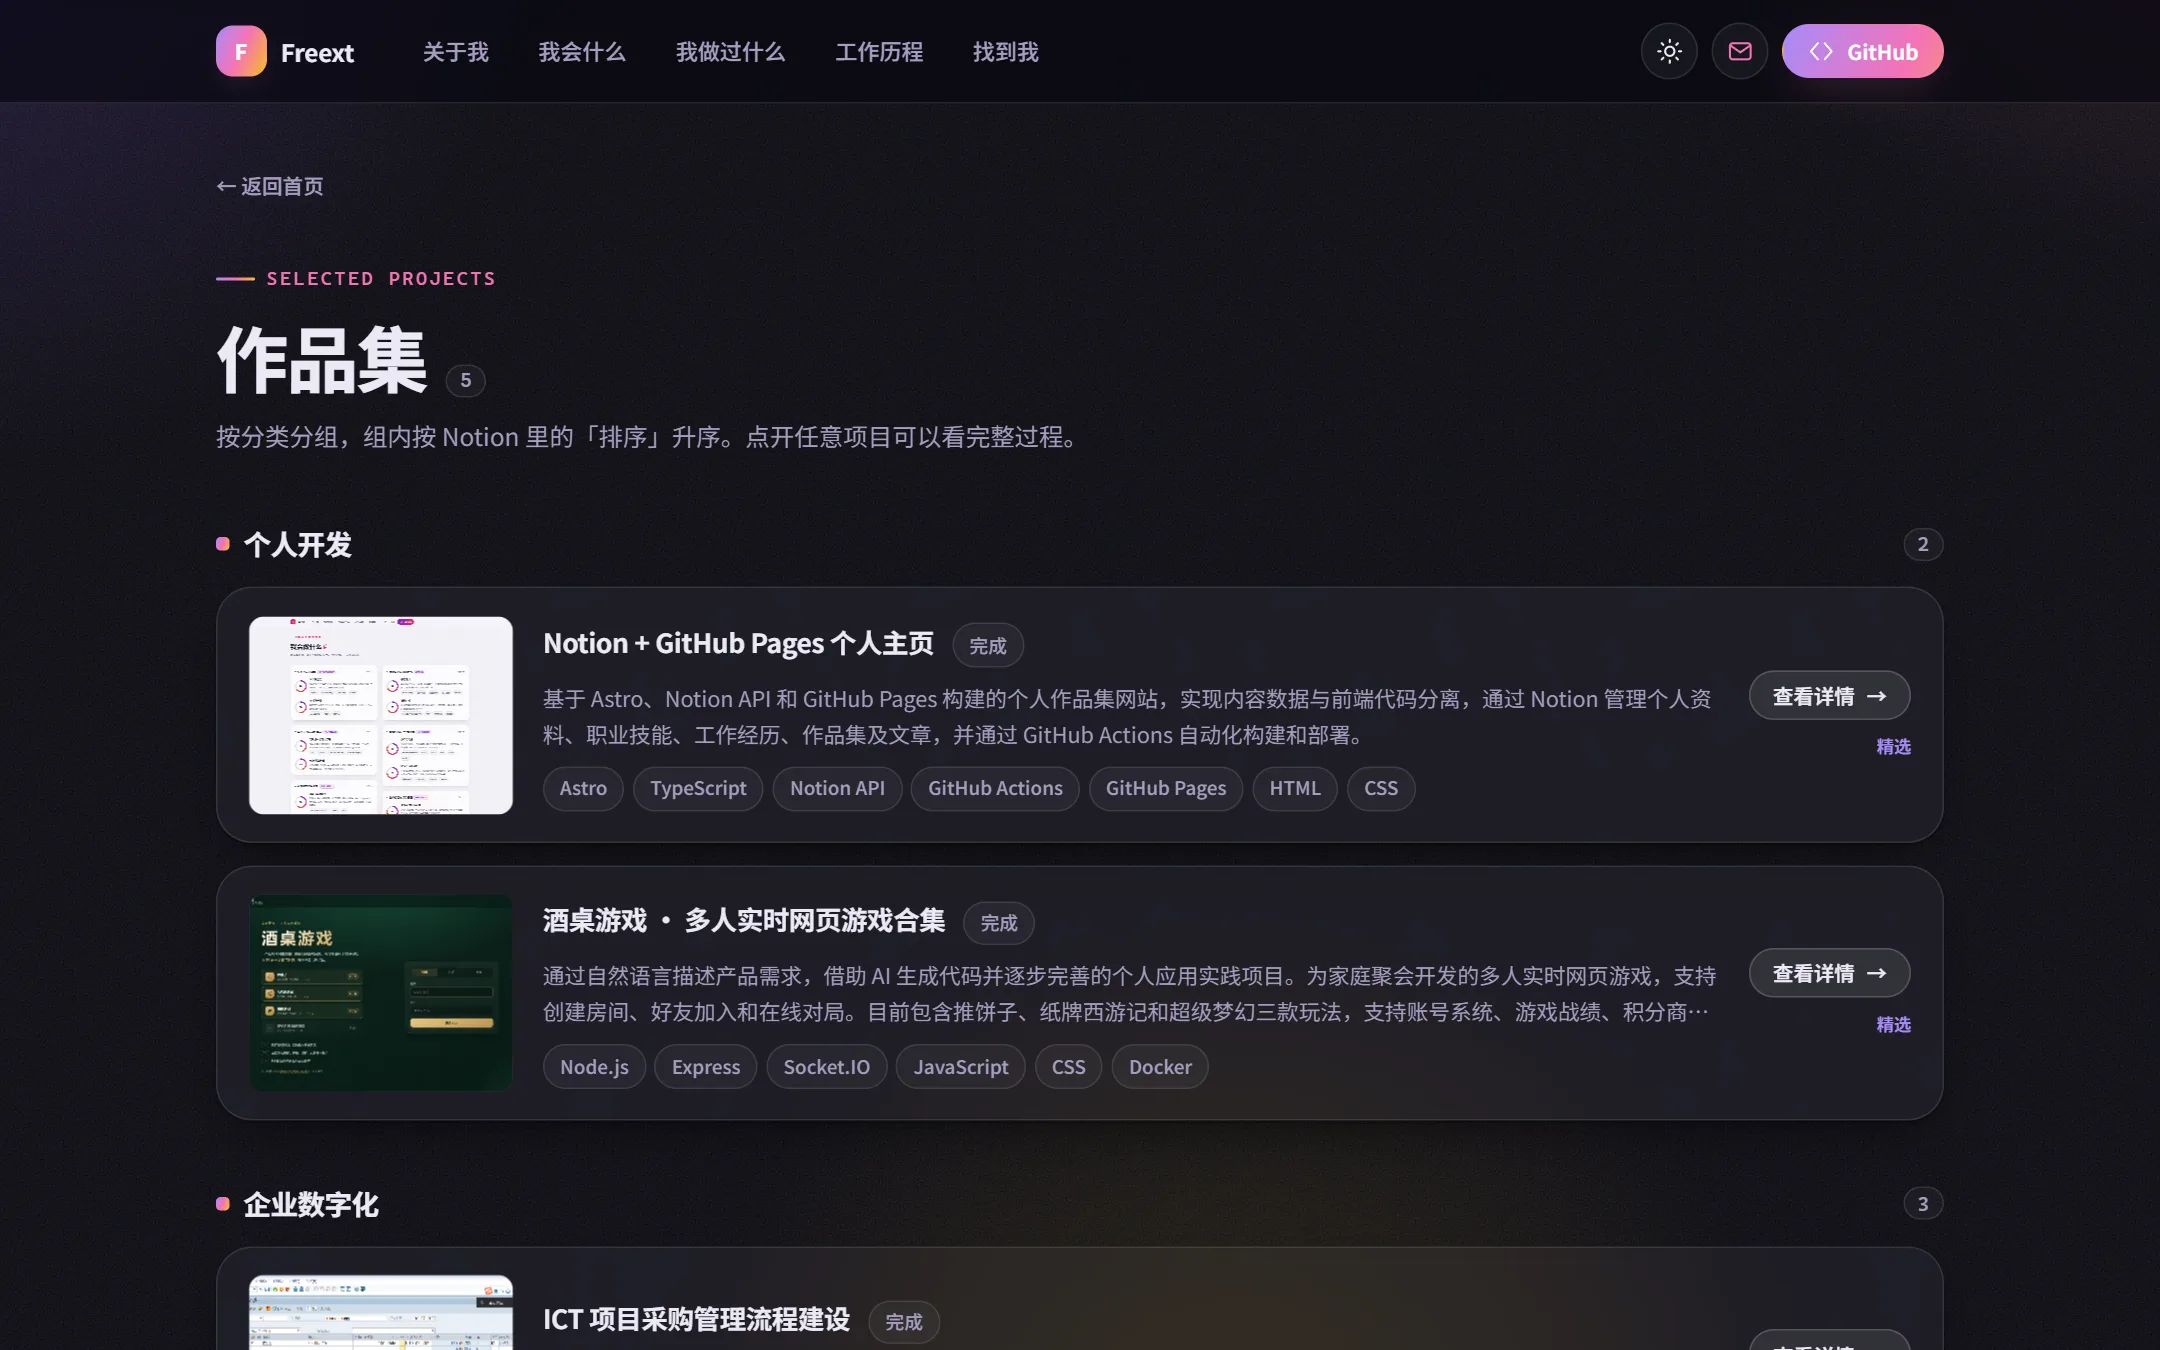 F Freext 关于我 我会什么 我做过什么 工作历程 找到我 GitHub
← 返回首页
SELECTED PROJECTS
作品集 5
按分类分组，组内按 Notion 里的「排序」升序。点开任意项目可以看完整过程。
个人开发 2
Notion + GitHub Pages 个人主页 完成
基于 Astro、Notion API 和 GitHub Pages 构建的个人作品集网站，实现内容数据与前端代码分离，通过 Notion 管理个人资
料、职业技能、工作经历、作品集及文章，并通过 GitHub Actions 自动化构建和部署。
查看详情 →
精选
Astro TypeScript Notion API GitHub Actions GitHub Pages HTML CSS
酒桌游戏
酒桌游戏 · 多人实时网页游戏合集 完成
通过自然语言描述产品需求，借助 AI 生成代码并逐步完善的个人应用实践项目。为家庭聚会开发的多人实时网页游戏，支持
创建房间、好友加入和在线对局。目前包含推饼子、纸牌西游记和超级梦幻三款玩法，支持账号系统、游戏战绩、积分商…
查看详情 →
精选
Node.js Express Socket.IO JavaScript CSS Docker
企业数字化 3
ICT 项目采购管理流程建设 完成